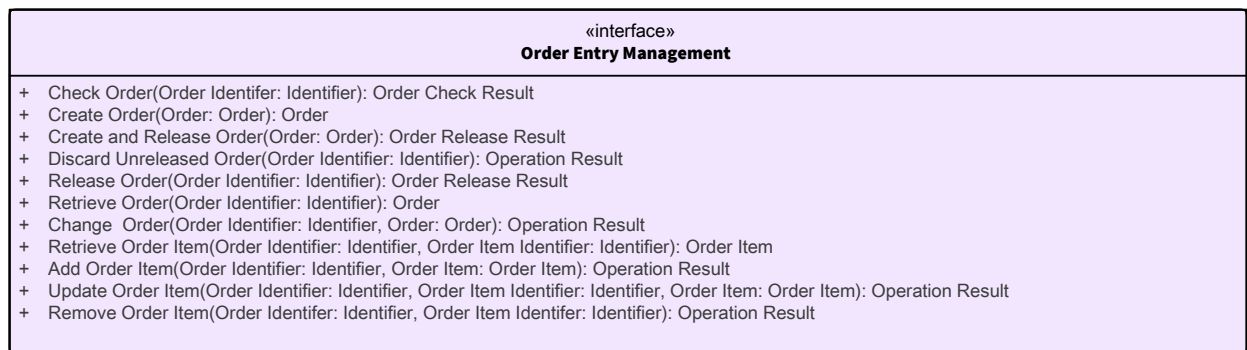 «interface»
Order Entry Management
+ Check Order(Order Identifer: Identifier): Order Check Result
+ Create Order(Order: Order): Order
+ Create and Release Order(Order: Order): Order Release Result
+ Discard Unreleased Order(Order Identifier: Identifier): Operation Result
+ Release Order(Order Identifier: Identifier): Order Release Result
+ Retrieve Order(Order Identifier: Identifier): Order
+ Change  Order(Order Identifier: Identifier, Order: Order): Operation Result
+ Retrieve Order Item(Order Identifier: Identifier, Order Item Identifier: Identifier): Order Item
+ Add Order Item(Order Identifier: Identifier, Order Item: Order Item): Operation Result
+ Update Order Item(Order Identifier: Identifier, Order Item Identifier: Identifier, Order Item: Order Item): Operation Result
+ Remove Order Item(Order Identifer: Identifier, Order Item Identifer: Identifier): Operation Result